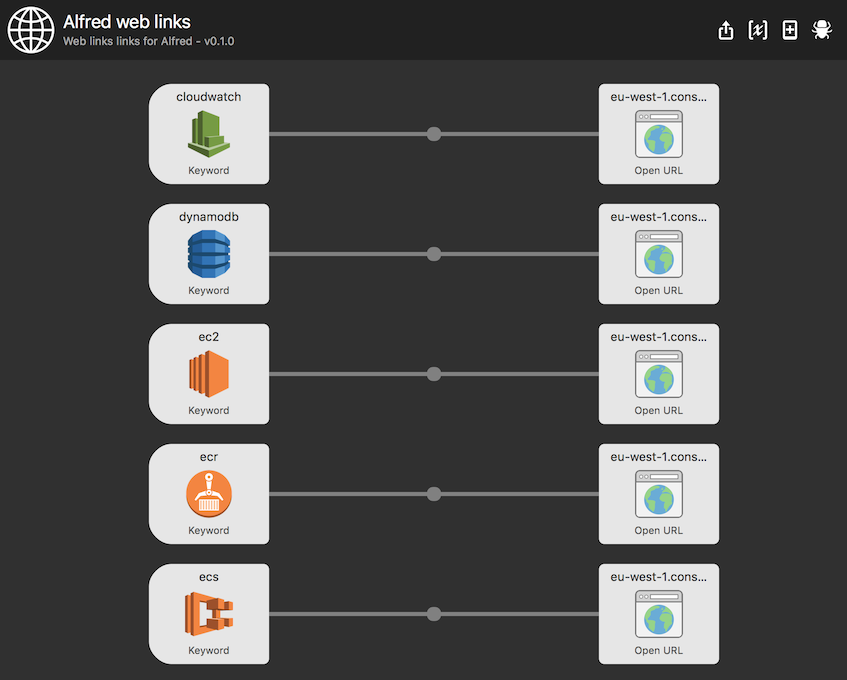 Alfred web links
Web links links for Alfred - v0.1.0
cloudwatch
Keyword
eu-west-1.cons...
Open URL
dynamodb
Keyword
eu-west-1.cons...
Open URL
ec2
Keyword
eu-west-1.cons...
Open URL
ecr
Keyword
eu-west-1.cons...
Open URL
ecs
Keyword
eu-west-1.cons...
Open URL